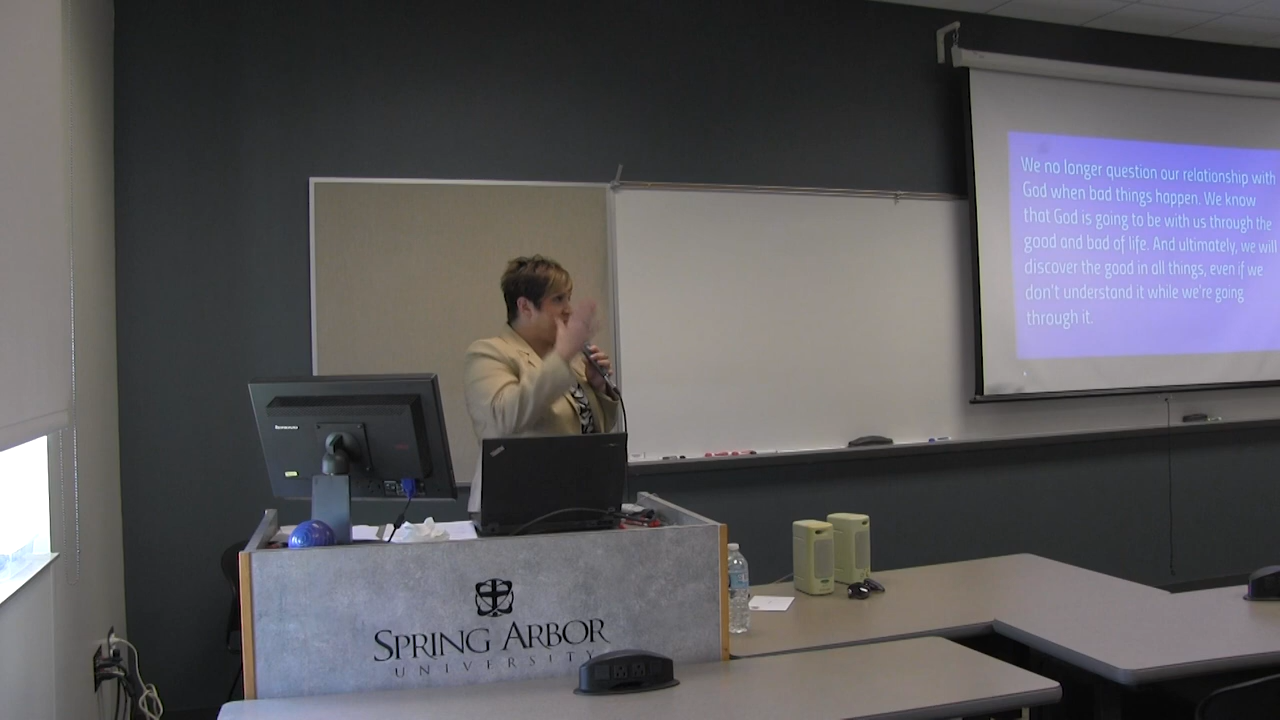 We no longer question our relationship with
God when bad things happen. We know
that God is going to be with us through the
good and bad of life. And ultimately, we will
discover the good in all things, even if we
don't understand it while we're going
through it.
lenovo
SPRING ARBOR
UNIVERSITY